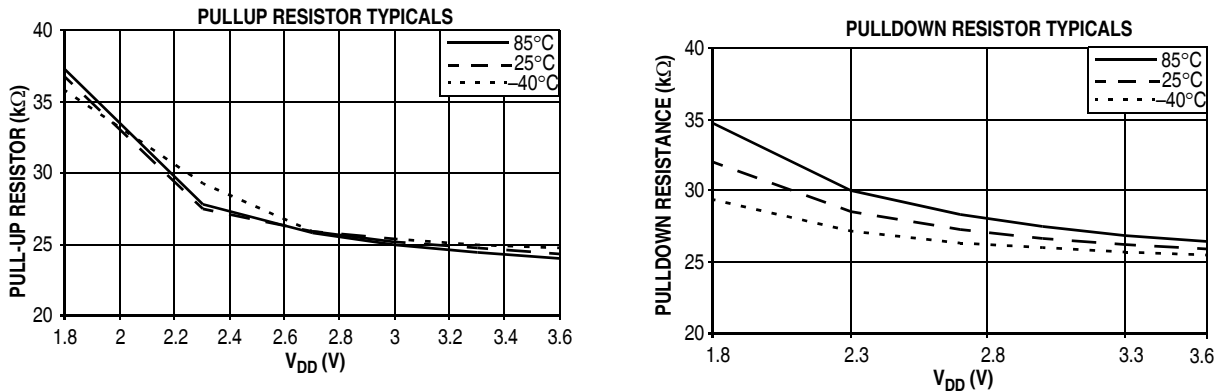 PULLUP RESISTOR TYPICALS
PULL-UP RESISTOR (kΩ)
40
35
30
25
20
85°C
25°C
–40°C
1.8 2 2.2 2.4 2.6 2.8 3 3.2 3.4 3.6
VDD (V)
PULLDOWN RESISTOR TYPICALS
PULLDOWN RESISTANCE (kΩ)
40
35
30
25
20
85°C
25°C
–40°C
1.8 2.3 2.8 3.3 3.6
VDD (V)